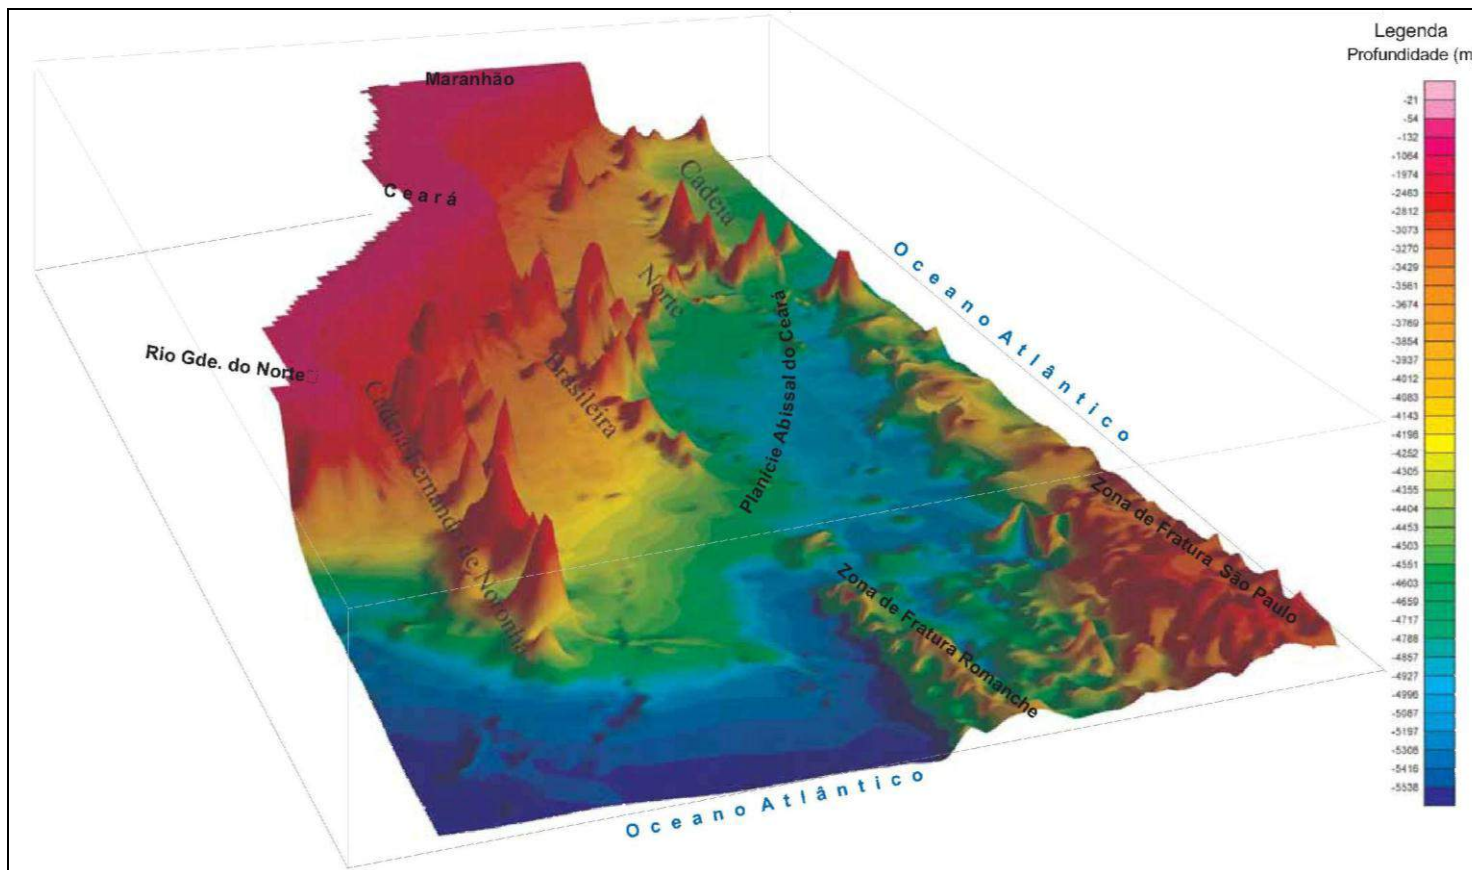 Legenda
Profundidade (m
Maranhão
Ceará
Rio Gde. do Norte
Cadeia
Norte
Brasileira
Cadeia Fernando de Noronha
Planície Abissal do Ceará
Oceano Atlântico
Zona de Fratura São Paulo
Zona de Fratura Romanche
Oceano Atlântico
-21
-54
-132
-1064
-1974
-2463
-2812
-3073
-3270
-3429
-3561
-3674
-3769
-3854
-3937
-4012
-4083
-4143
-4198
-4252
-4305
-4355
-4404
-4453
-4503
-4551
-4603
-4659
-4717
-4788
-4857
-4927
-4996
-5087
-5197
-5308
-5416
-5538